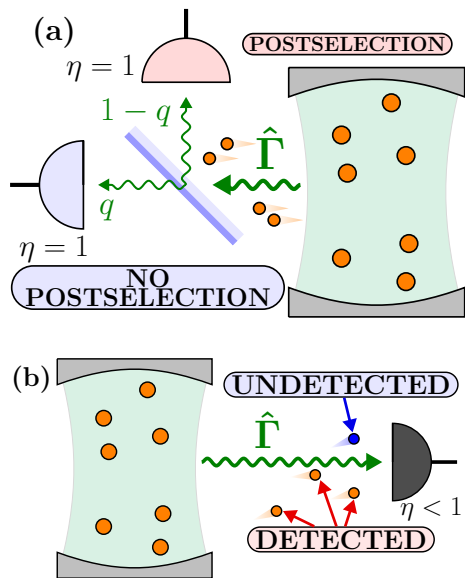 (a)
POSTSELECTION
η = 1
1 − q
Γ̂
q
η = 1
NO
POSTSELECTION
(b)
UNDETECTED
Γ̂
η < 1
DETECTED